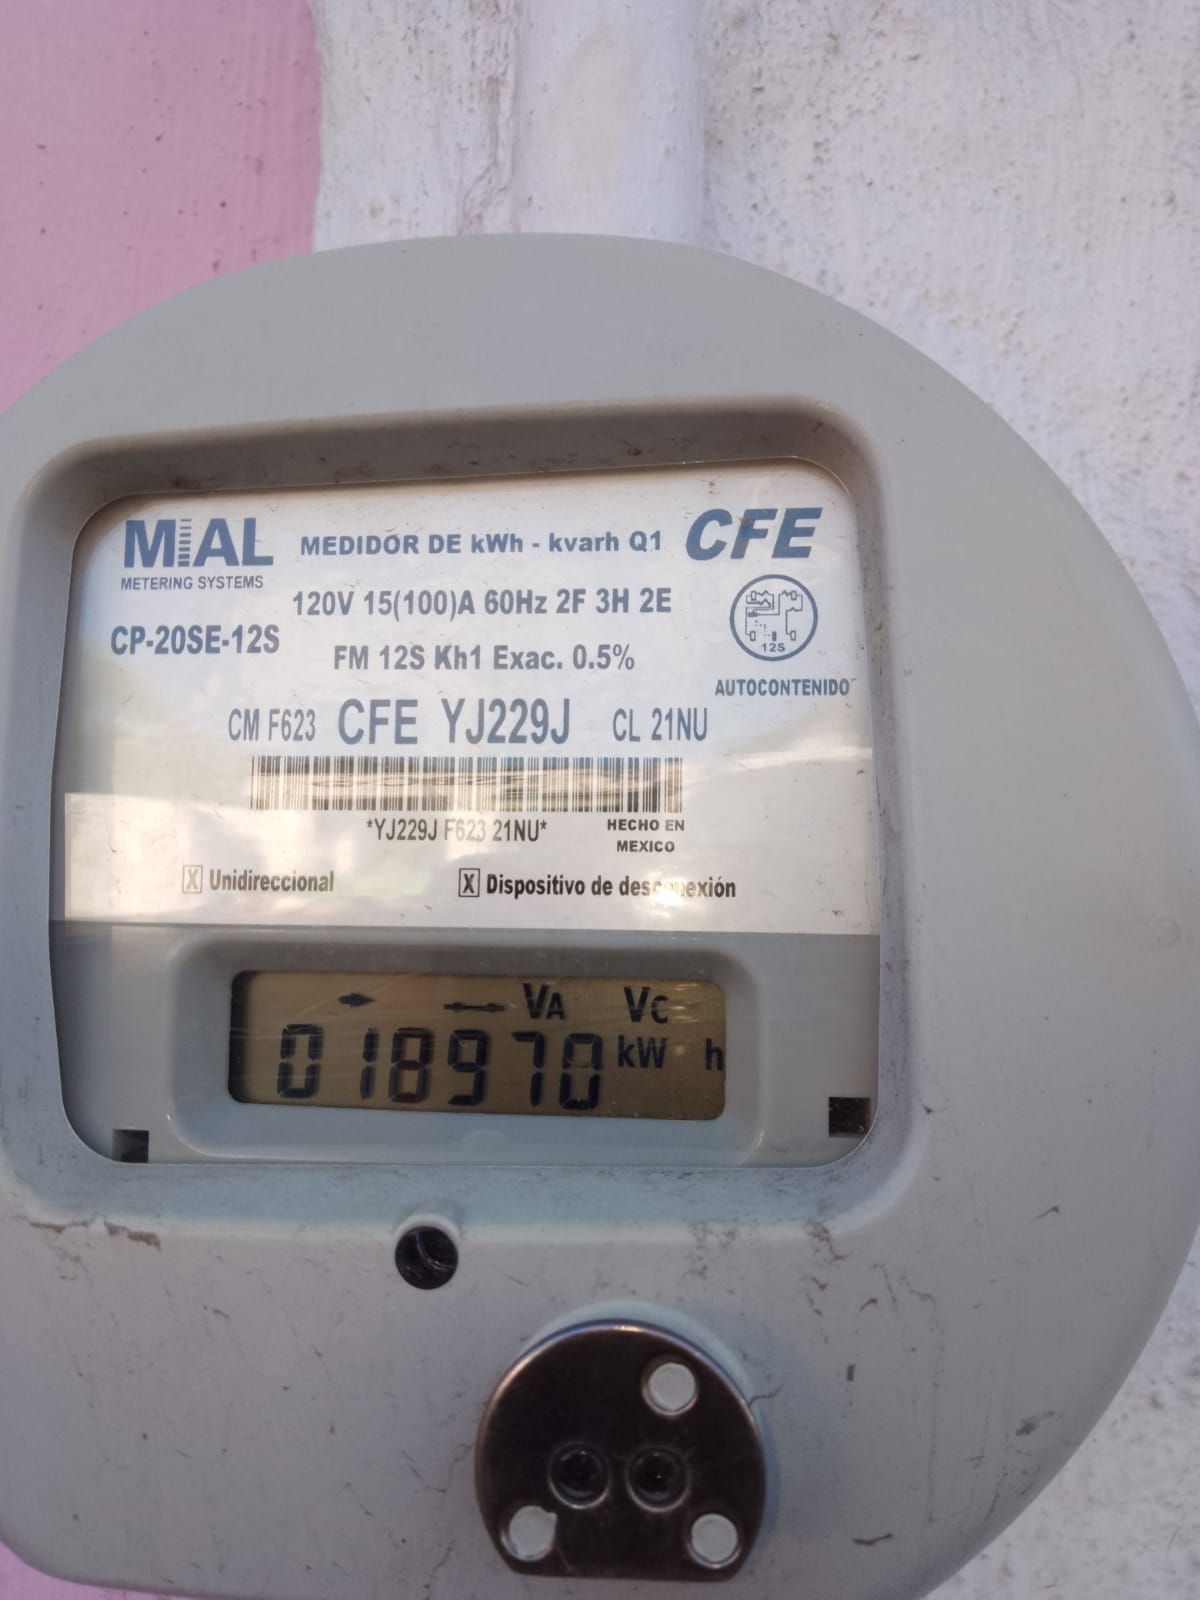 MIAL
METERING SYSTEMS
MEDIDOR DE kWh - kvarh Q1
CFE
120V 15(100)A 60Hz 2F 3H 2E
CP-20SE-12S
FM 12S Kh1 Exac. 0.5%
12S
AUTOCONTENIDO
CM F623 CFE YJ229J CL 21NU
*YJ229J F623 21NU*
HECHO EN
MEXICO
X Unidireccional
X Dispositivo de desconexión
VA VC
018970 kW h